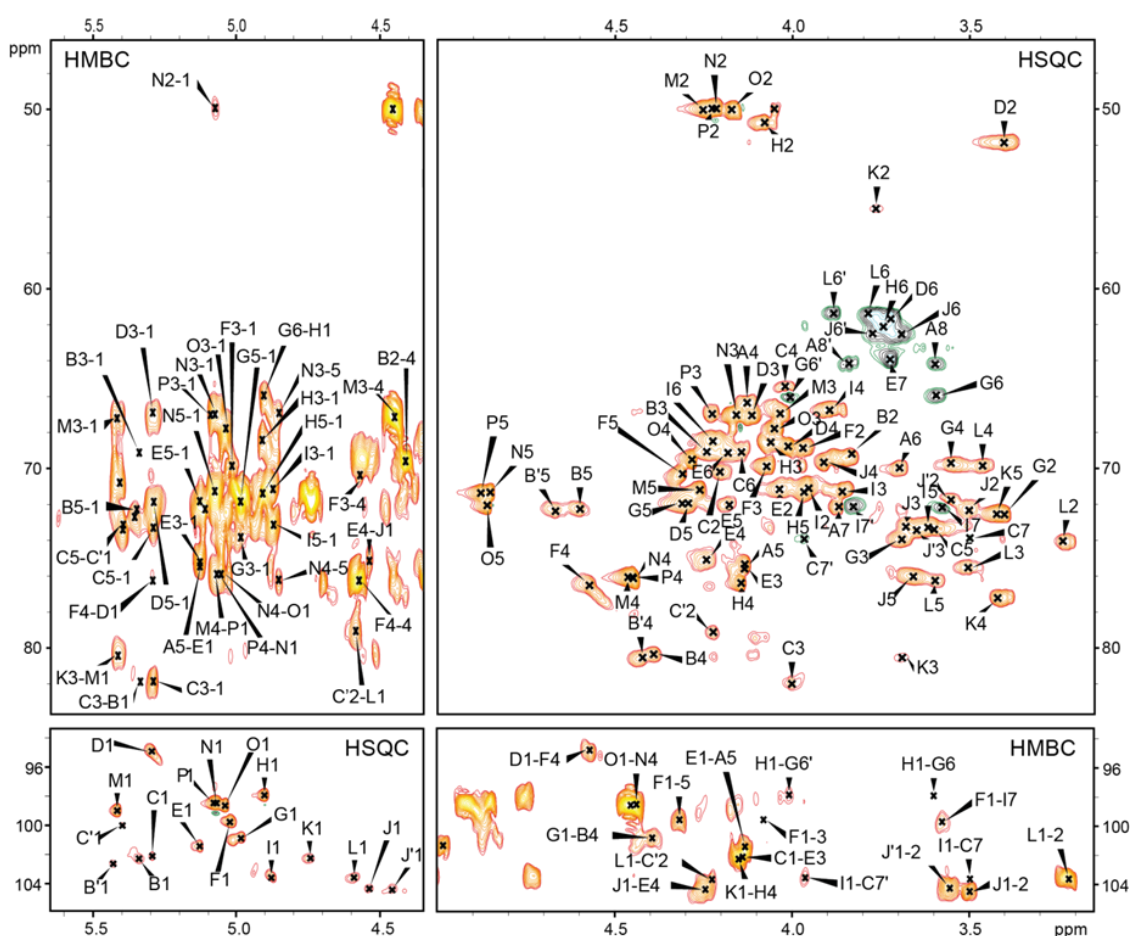 5.5 5.0 4.5
4.5 4.0 3.5
ppm
HMBC
HSQC
ppm
N2-1
50
M2
N2
O2
D2
50
P2
H2
K2
60
60
L6'
L6
H6
D6
J6'
J6
A8'
A8
E7
G6
F3-1
G6-H1
D3-1
O3-1
G5-1
B2-4
B3-1
N3-1
N3-5
M3-4
P3-1
H3-1
M3-1
N5-1
H5-1
E5-1
I3-1
70
B5-1
F3-4
C5-C'1
E3-1
I5-1
E4-J1
C5-1
G3-1
N4-5
F4-D1
D5-1
N4-O1
F4-4
M4-P1
A5-E1
P4-N1
80
K3-M1
C3-B1
C3-1
C'2-L1
N3
A4
C4
G6'
P3
D3
M3
I4
I6
B3
O3
D4
F2
B2
F5
O4
A6
G4
L4
P5
N5
E6
C6
H3
J4
K5
G2
70
M5
B'5
B5
G5
D5
C2
E5
F3
E2
H5
I2
I3
J3
I5
J'2
J2
L2
O5
E4
A7
I7'
I7
C7
G3
J'3
C5
L3
F4
N4
A5
C7'
P4
E3
M4
H4
J5
L5
K4
C'2
B'4
B4
C3
K3
80
HSQC
HMBC
D1
N1
O1
H1
96
M1
P1
C1
E1
G1
K1
100
C'1
I1
L1
J1
J'1
104
B'1
B1
F1
5.5 5.0 4.5
D1-F4
O1-N4
E1-A5
H1-G6'
H1-G6
96
F1-5
F1-I7
G1-B4
F1-3
100
L1-C'2
C1-E3
J'1-2
I1-C7
L1-2
J1-E4
K1-H4
I1-C7'
J1-2
104
4.5 4.0 3.5 ppm